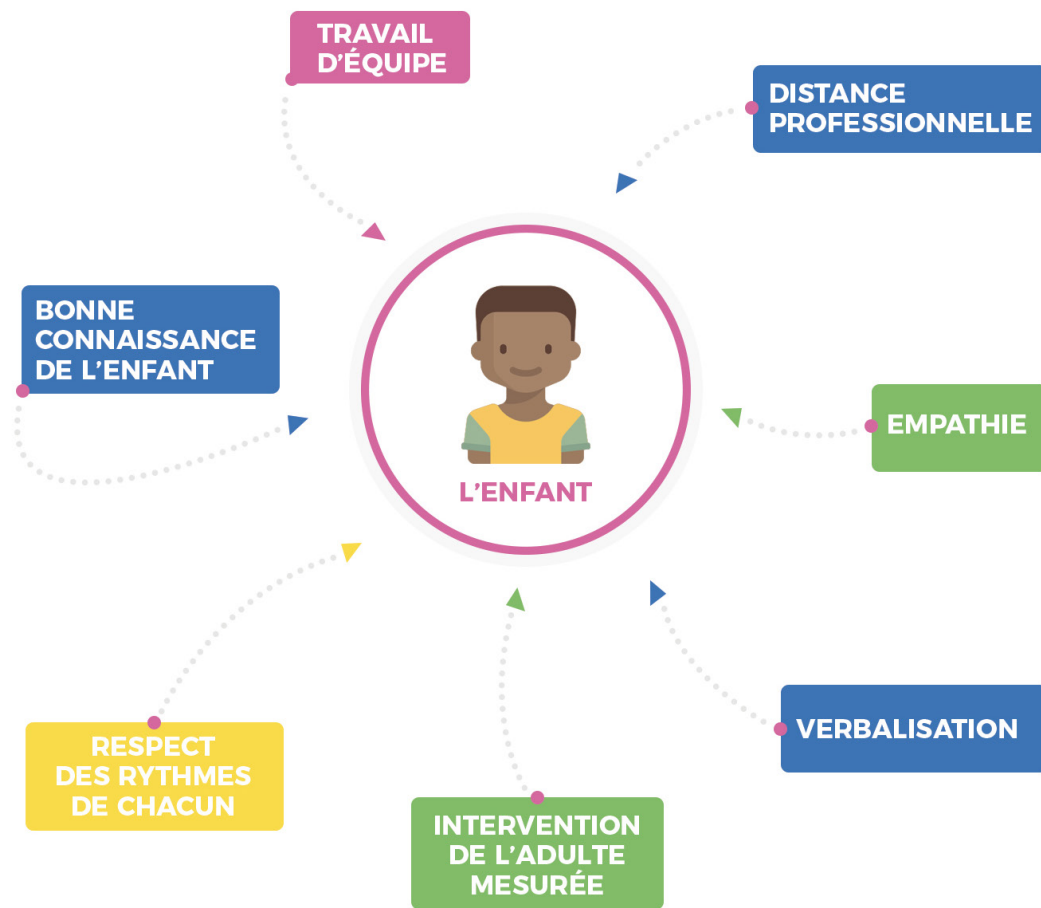 TRAVAIL
D'ÉQUIPE
DISTANCE
PROFESSIONNELLE
BONNE
CONNAISSANCE
DE L'ENFANT
EMPATHIE
L'ENFANT
RESPECT
DES RYTHMES
DE CHACUN
VERBALISATION
INTERVENTION
DE L'ADULTE
MESURÉE